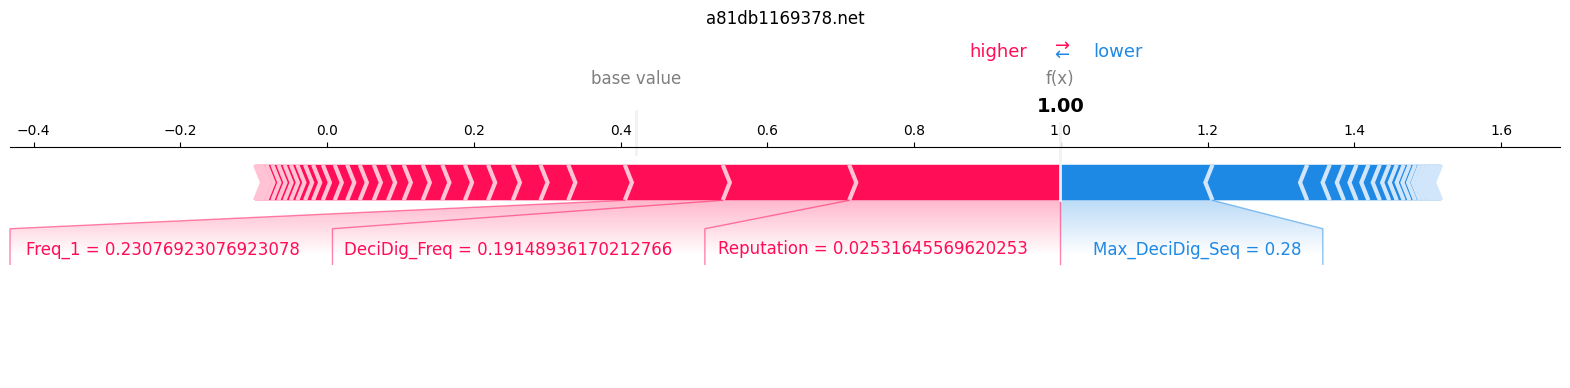 a81db1169378.net
higher ⇄ lower
base value f(x)
1.00
−0.4 −0.2 0.0 0.2 0.4 0.6 0.8 1.0 1.2 1.4 1.6
Freq_1 = 0.23076923076923078 DeciDig_Freq = 0.19148936170212766 Reputation = 0.02531645569620253 Max_DeciDig_Seq = 0.28